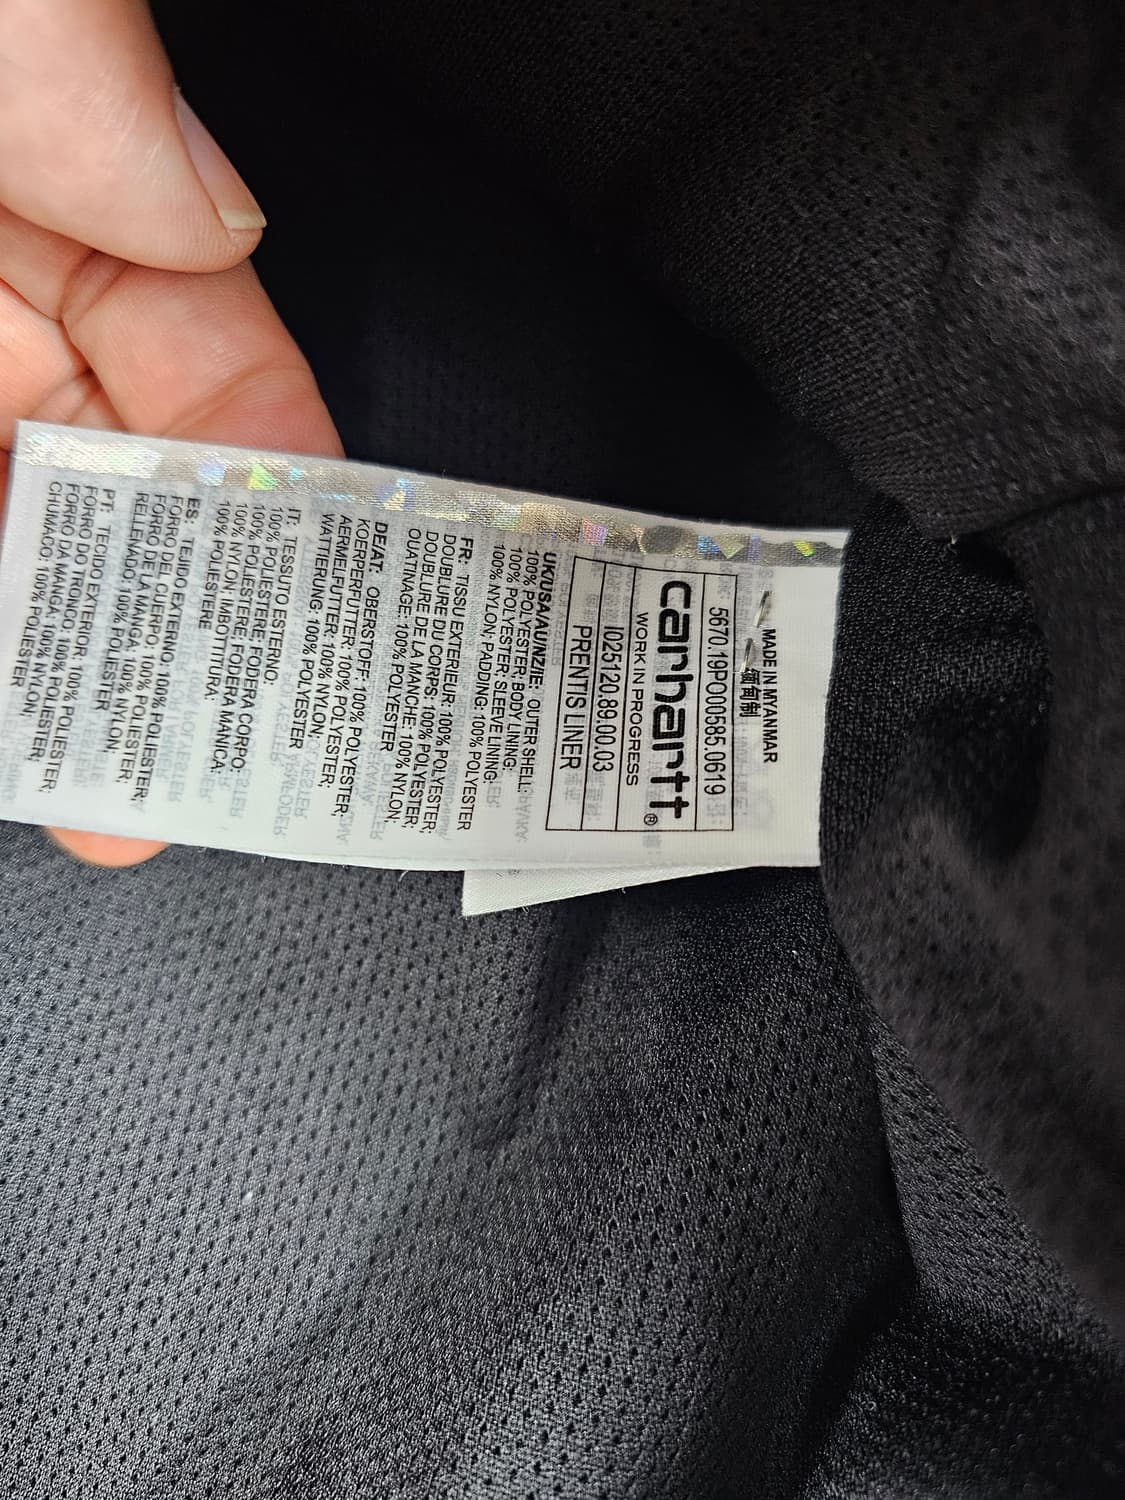 MADE IN MYANMAR
缅甸制
5670.19PO00585.0619
carhartt®
WORK IN PROGRESS
I025120.89.00.03
PRENTIS LINER
UK/USA/AU/NZ/IE: OUTER SHELL:
100% POLYESTER; BODY LINING:
100% POLYESTER; SLEEVE LINING:
100% NYLON; PADDING: 100% POLYESTER
FR: TISSU EXTERIEUR: 100% POLYESTER;
DOUBLURE DU CORPS: 100% POLYESTER;
DOUBLURE DE LA MANCHE: 100% NYLON;
OUATINAGE: 100% POLYESTER
DE/AT: OBERSTOFF: 100% POLYESTER;
KOERPERFUTTER: 100% POLYESTER;
AERMELFUTTER: 100% NYLON;
WATTIERUNG: 100% POLYESTER
IT: TESSUTO ESTERNO:
100% POLIESTERE; FODERA CORPO:
100% POLIESTERE; FODERA MANICA:
100% NYLON; IMBOTTITURA:
100% POLIESTERE
ES: TEJIDO EXTERNO: 100% POLIESTER;
FORRO DEL CUERPO: 100% POLIESTER;
FORRO DE LA MANGA: 100% NYLON;
RELLENADO: 100% POLIESTER
PT: TECIDO EXTERIOR: 100% POLIESTER;
FORRO DO TRONCO: 100% POLIESTER;
FORRO DA MANGA: 100% NYLON;
CHUMAÇO: 100% POLIESTER